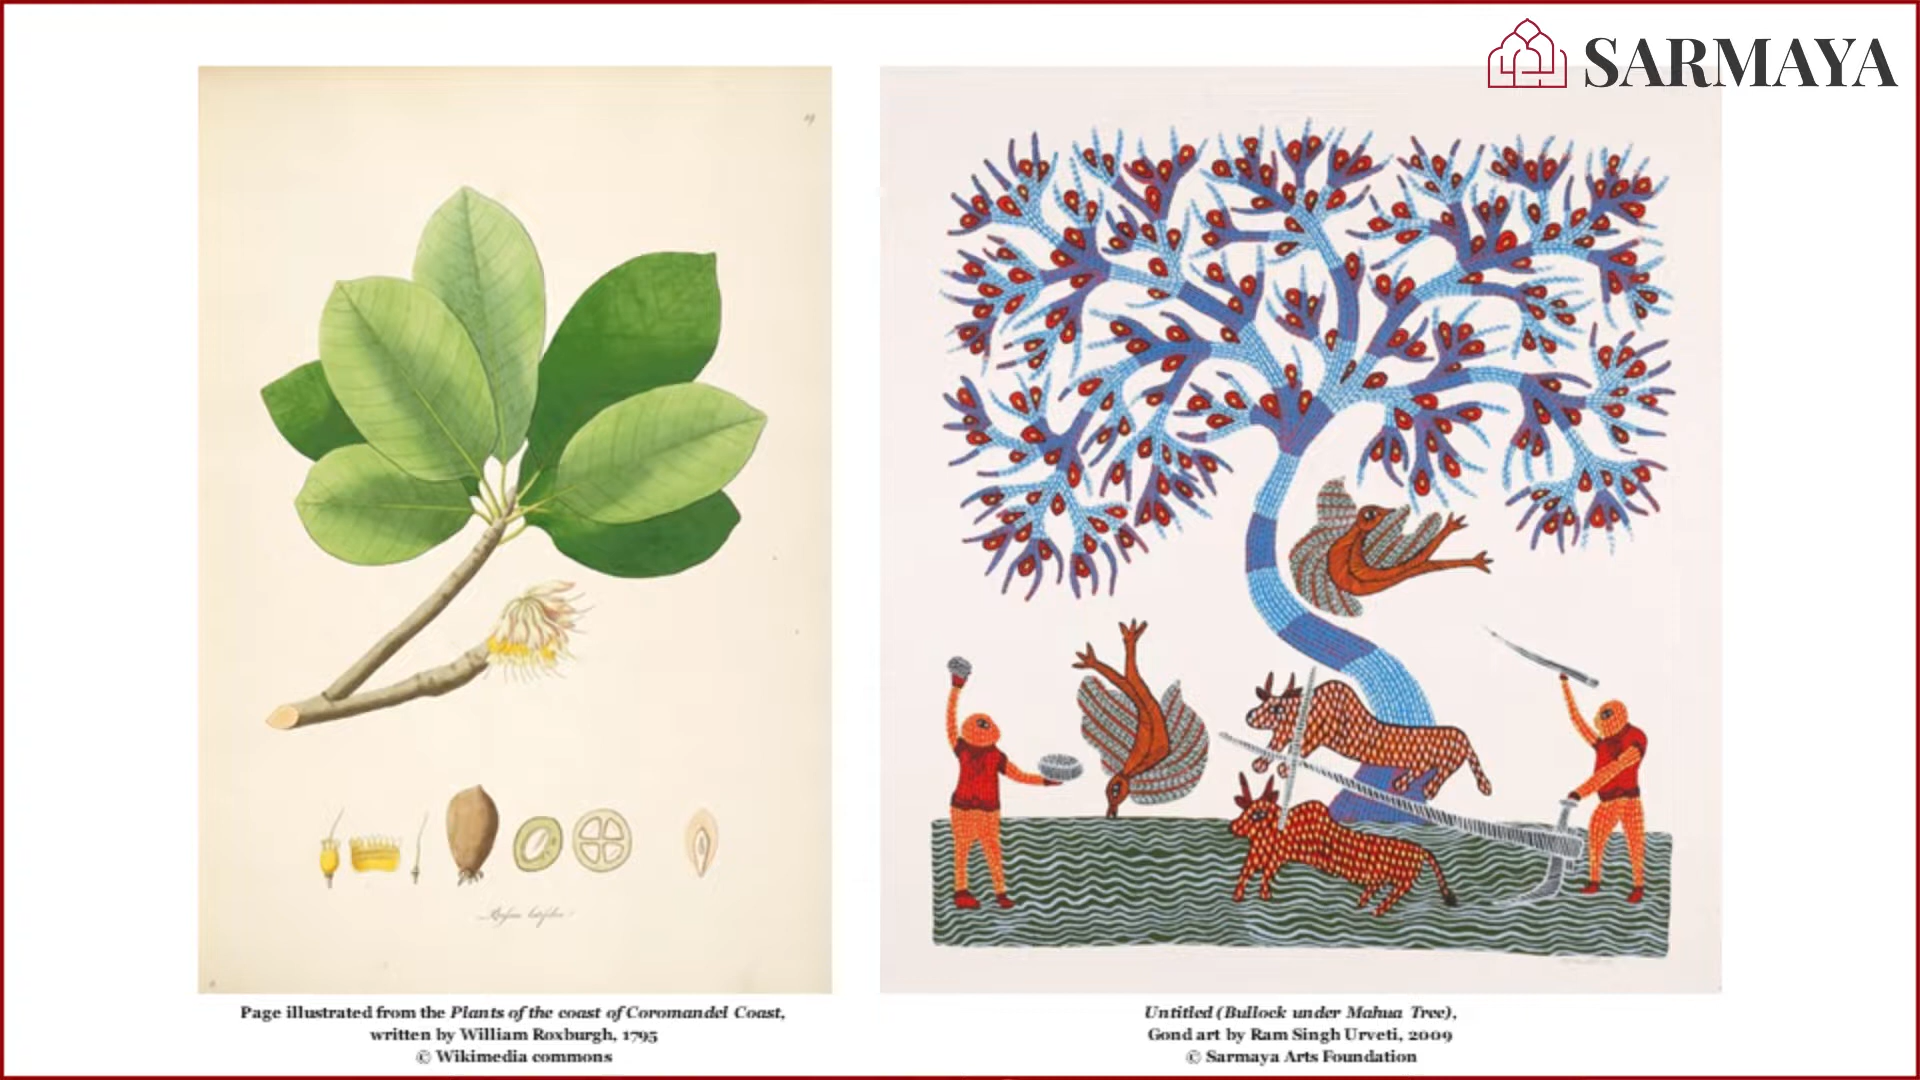 SARMAYA
Page illustrated from the Plants of the coast of Coromandel Coast,
written by William Roxburgh, 1795
© Wikimedia commons
Untitled (Bullock under Mahua Tree),
Gond art by Ram Singh Urveti, 2009
© Sarmaya Arts Foundation